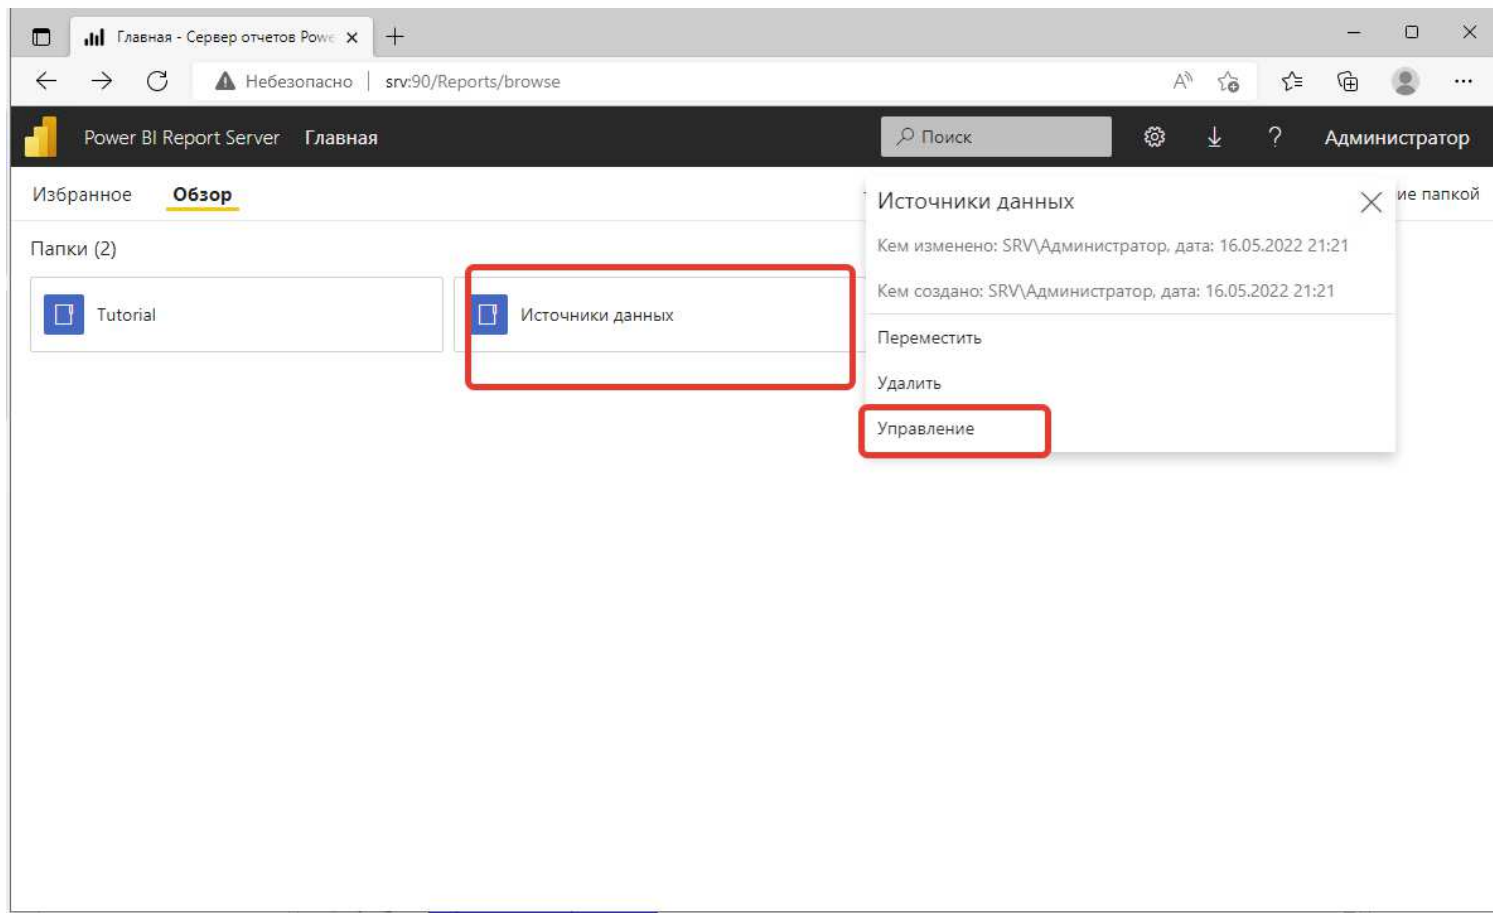 Главная - Сервер отчетов Powe
Небезопасно | srv:90/Reports/browse
Power BI Report Server Главная
Поиск
? Администратор
Избранное Обзор
ие папкой
Папки (2)
Tutorial
Источники данных
Источники данных
Кем изменено: SRV\Администратор, дата: 16.05.2022 21:21
Кем создано: SRV\Администратор, дата: 16.05.2022 21:21
Переместить
Удалить
Управление